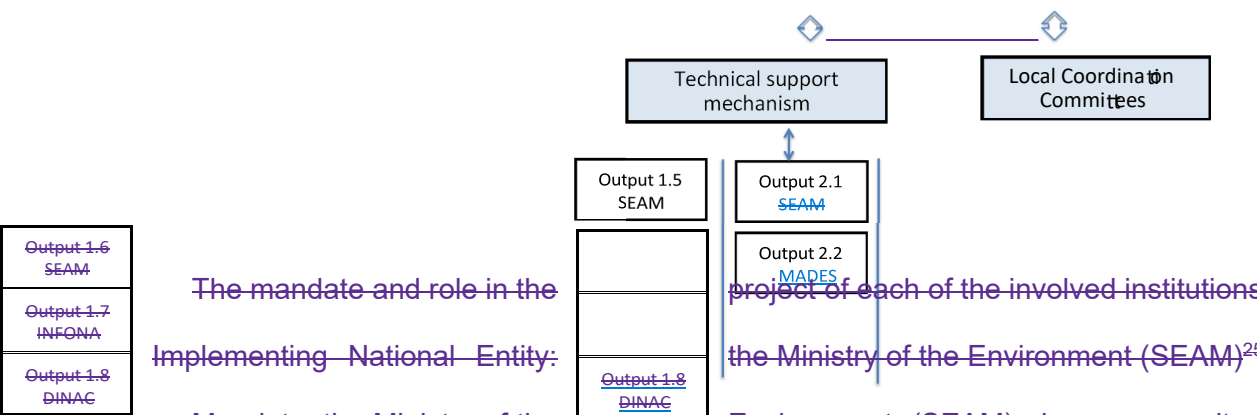 Technical support
mechanism
Local Coordination
Committees
Output 1.5
SEAM
Output 2.1
SEAM
Output 2.2
MADES
Output 1.6
SEAM
Output 1.7
INFONA
Output 1.8
DINAC
Output 1.8
DINAC
The mandate and role in the project of each of the involved institutions
Implementing National Entity: the Ministry of the Environment (SEAM)25